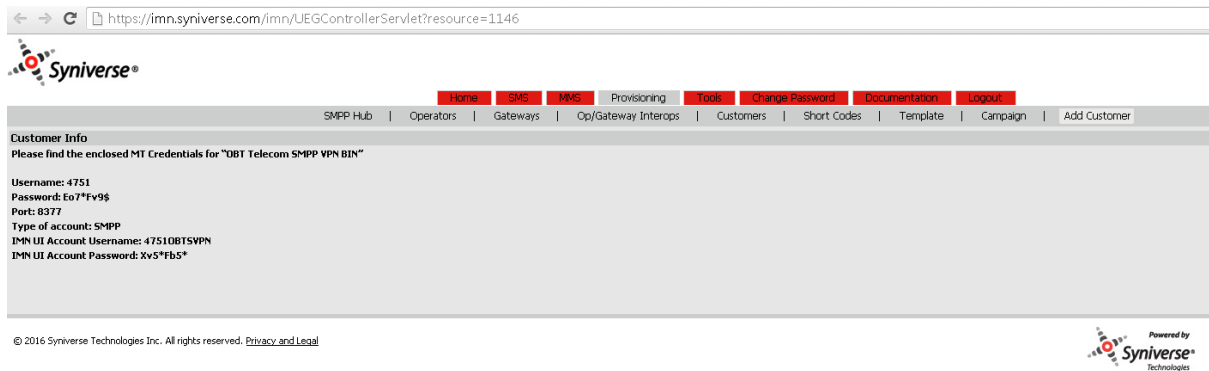 https://imn.syniverse.com/imn/UEGControllerServlet?resource=1146
Syniverse®
Home SMS MMS Provisioning Tools Change Password Documentation Logout
SMPP Hub | Operators | Gateways | Op/Gateway Interops | Customers | Short Codes | Template | Campaign | Add Customer
Customer Info
Please find the enclosed MT Credentials for "OBT Telecom SMPP VPN BIN"
Username: 4751
Password: Eo7*Fv9$
Port: 8377
Type of account: SMPP
IMN UI Account Username: 4751OBTSVPN
IMN UI Account Password: Xv5*Fb5*
© 2016 Syniverse Technologies Inc. All rights reserved. Privacy and Legal
Powered by
Syniverse®
Technologies